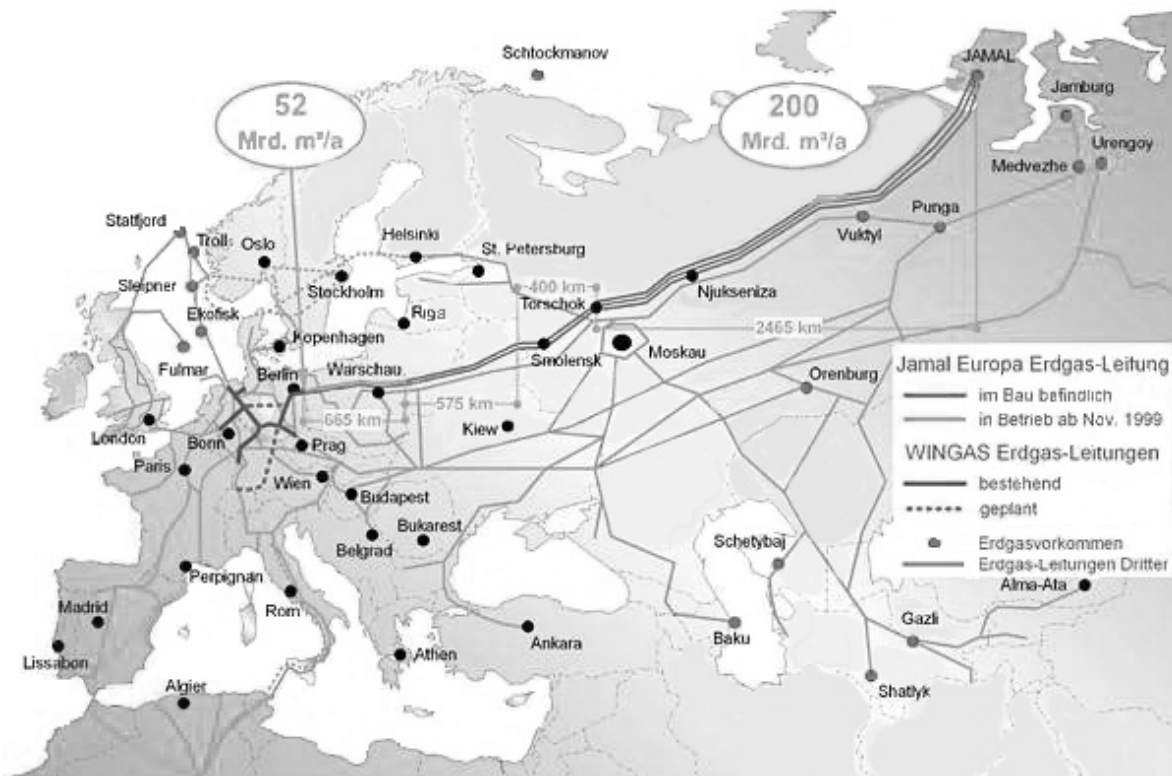 Schtockmanov
JAMAL
52
Mrd. m³/a
200
Mrd. m³/a
Jamburg
Urengoy
Medvezhe
Statfjord
Troll
Oslo
Helsinki
St. Petersburg
Vuktyl
Punga
Sleipner
Stockholm
400 km
Njukseniza
Ekofisk
Riga
Torschok
2465 km
Kopenhagen
Smolensk
Moskau
Fulmar
Berlin
Warschau
Orenburg
575 km
665 km
Kiew
London
Bonn
Prag
Paris
Wien
Budapest
Bukarest
Belgrad
Schetybaj
Perpignan
Rom
Madrid
Lissabon
Athen
Ankara
Baku
Gazli
Alma-Ata
Algier
Shatlyk
Jamal Europa Erdgas-Leitung
im Bau befindlich
in Betrieb ab Nov. 1999
WINGAS Erdgas-Leitungen
bestehend
geplant
Erdgasvorkommen
Erdgas-Leitungen Dritter